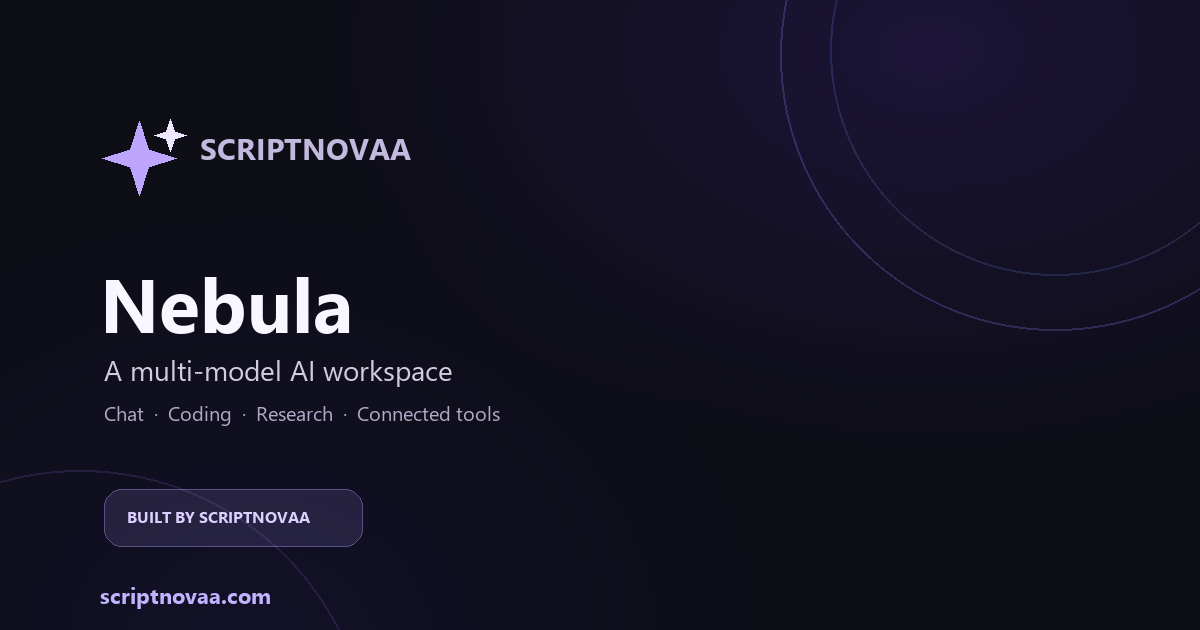 SCRIPTNOVAA
Nebula
A multi-model AI workspace
Chat · Coding · Research · Connected tools
BUILT BY SCRIPTNOVAA
scriptnovaa.com